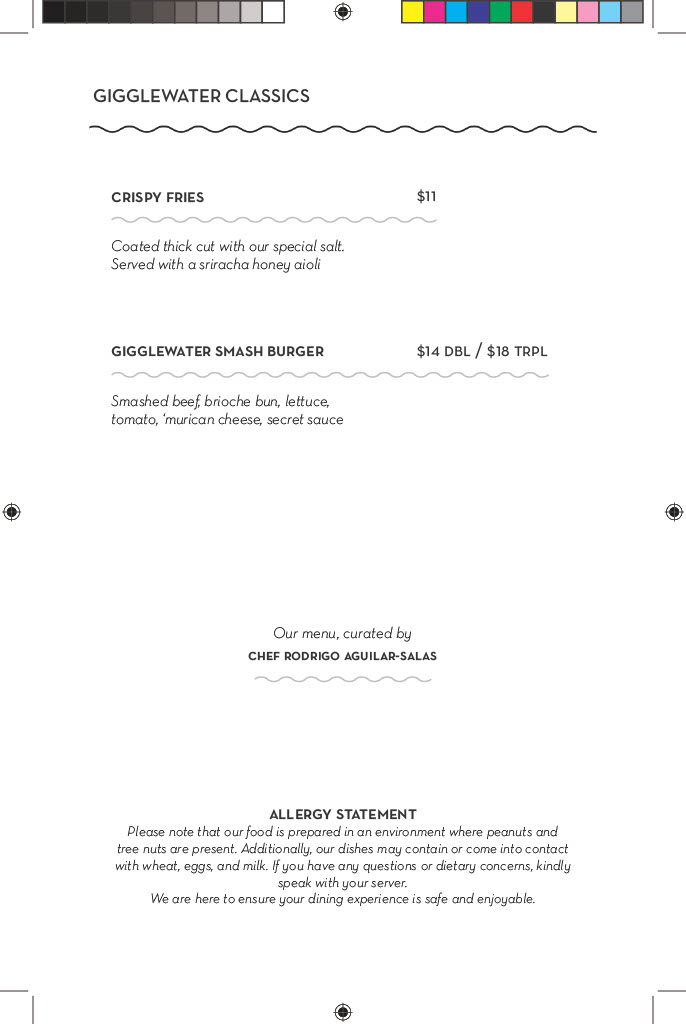 GIGGLEWATER CLASSICS
CRISPY FRIES $11
Coated thick cut with our special salt.
Served with a sriracha honey aioli
GIGGLEWATER SMASH BURGER $14 DBL / $18 TRPL
Smashed beef, brioche bun, lettuce,
tomato, ‘murican cheese, secret sauce
Our menu, curated by
CHEF RODRIGO AGUILAR-SALAS
ALLERGY STATEMENT
Please note that our food is prepared in an environment where peanuts and
tree nuts are present. Additionally, our dishes may contain or come into contact
with wheat, eggs, and milk. If you have any questions or dietary concerns, kindly
speak with your server.
We are here to ensure your dining experience is safe and enjoyable.